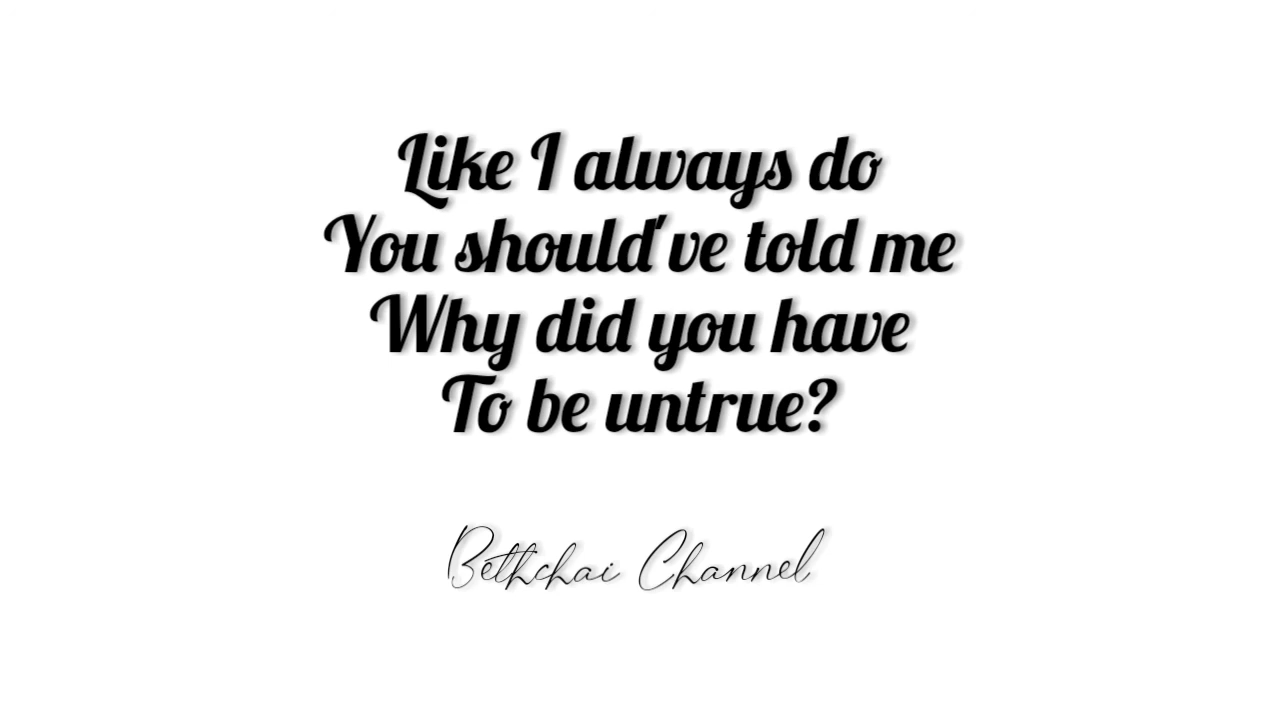 Like I always do
You should've told me
Why did you have
To be untrue?
Bethchai Channel